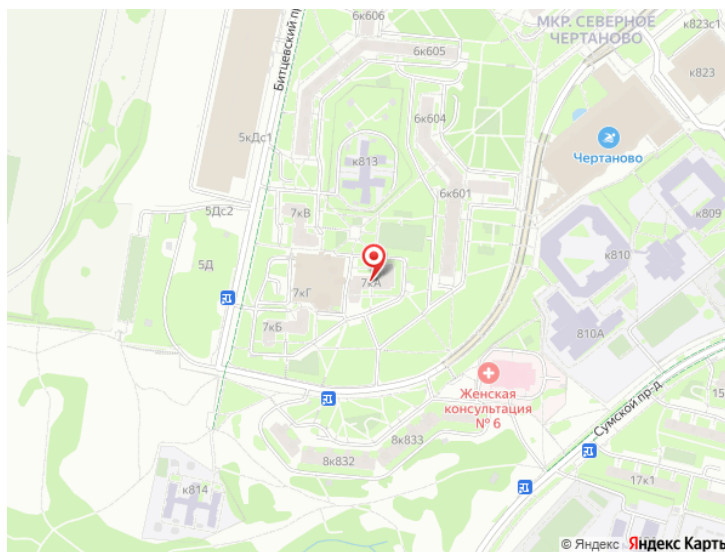 6к606
МКР. СЕВЕРНОЕ
ЧЕРТАНОВО
к823с1
Битцевский пр
6к605
к823
6к604
5кДс1
Чертаново
к813
6к601
5Дс2
7кВ
к809
к810
5Д
7кА
7кГ
7кБ
810А
Женская
консультация
№ 6
Сумской пр-д
15
8к833
8к832
17к1
к814
© Яндекс Яндекс Карты